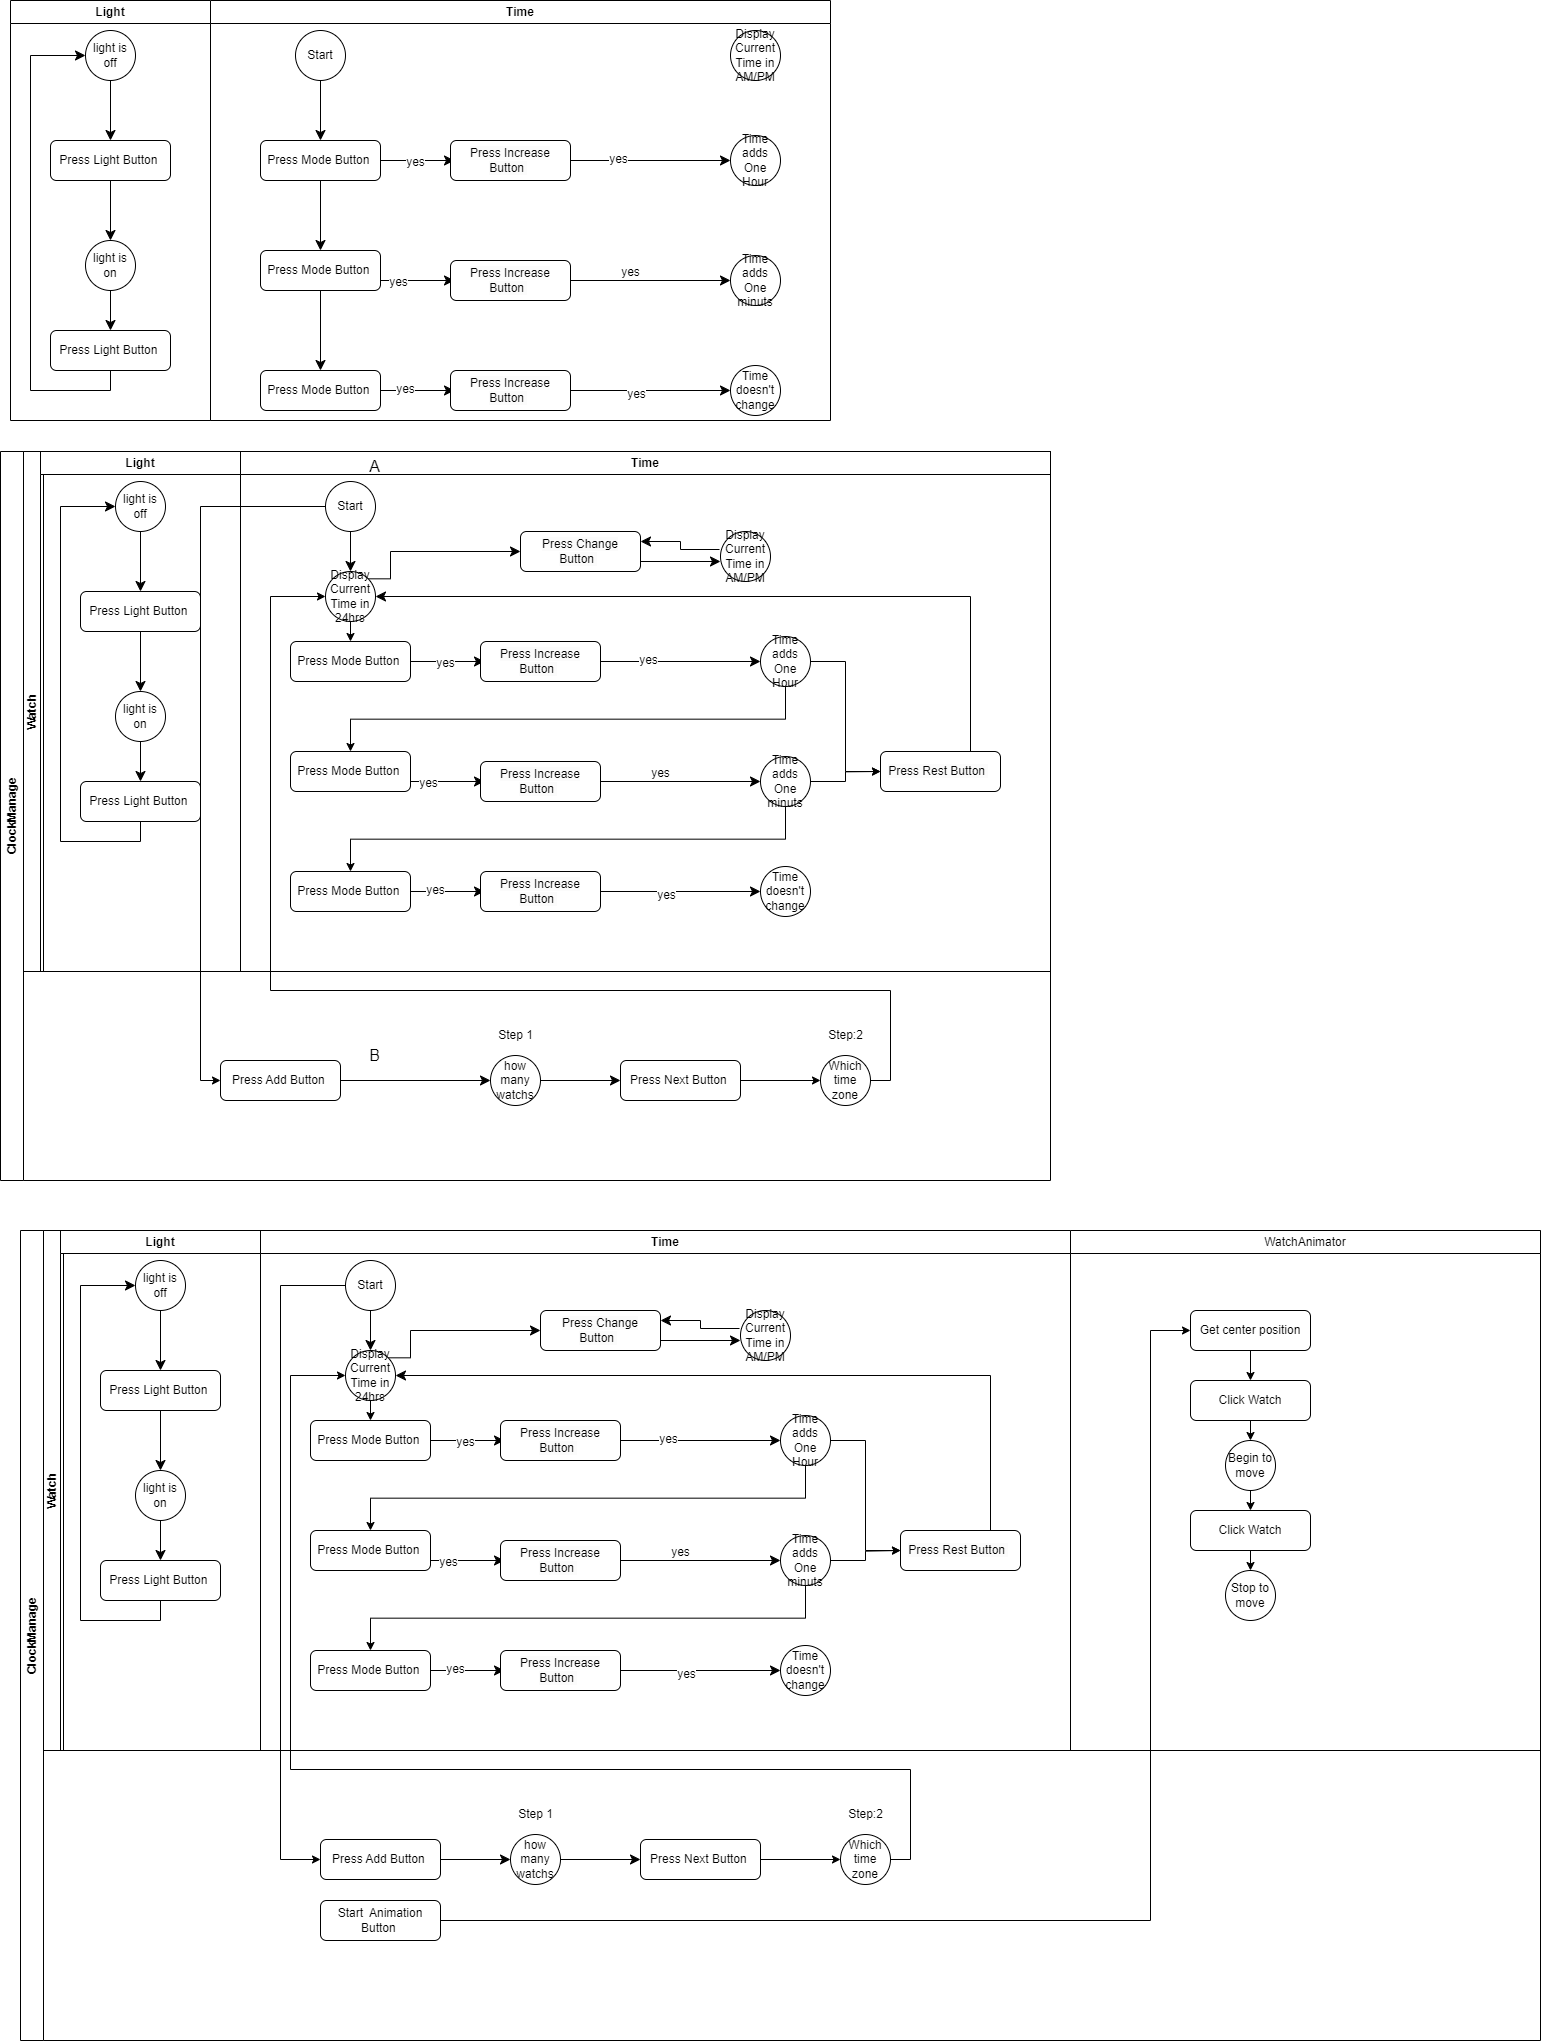 Light
Time
light is
off
Start
Display
Current
Time in
AM/PM
Press Light Button
Press Mode Button
yes
Press Increase
Button
yes
Time
adds
One
Hour
light is
on
Press Mode Button
yes
Press Increase
Button
yes
Time
adds
One
minuts
Press Light Button
Press Mode Button
yes
Press Increase
Button
yes
Time
doesn't
change
ClockManage
Watch
Light
A
Time
light is
off
Start
Press Change
Button
Display
Current
Time in
AM/PM
Display
Current
Time in
24hrs
Press Light Button
Press Mode Button
yes
Press Increase
Button
yes
Time
adds
One
Hour
light is
on
Press Mode Button
yes
Press Increase
Button
yes
Time
adds
One
minuts
Press Rest Button
Press Light Button
Press Mode Button
yes
Press Increase
Button
yes
Time
doesn't
change
Step 1
Step:2
B
Press Add Button
how
many
watchs
Press Next Button
Which
time
zone
ClockManage
Watch
Light
Time
WatchAnimator
light is
off
Start
Press Change
Button
Display
Current
Time in
AM/PM
Get center position
Display
Current
Time in
24hrs
Press Light Button
Click Watch
Press Mode Button
yes
Press Increase
Button
yes
Time
adds
One
Hour
Begin to
move
light is
on
Press Mode Button
yes
Press Increase
Button
yes
Time
adds
One
minuts
Press Rest Button
Click Watch
Press Light Button
Stop to
move
Press Mode Button
yes
Press Increase
Button
yes
Time
doesn't
change
Step 1
Step:2
Press Add Button
how
many
watchs
Press Next Button
Which
time
zone
Start  Animation
Button